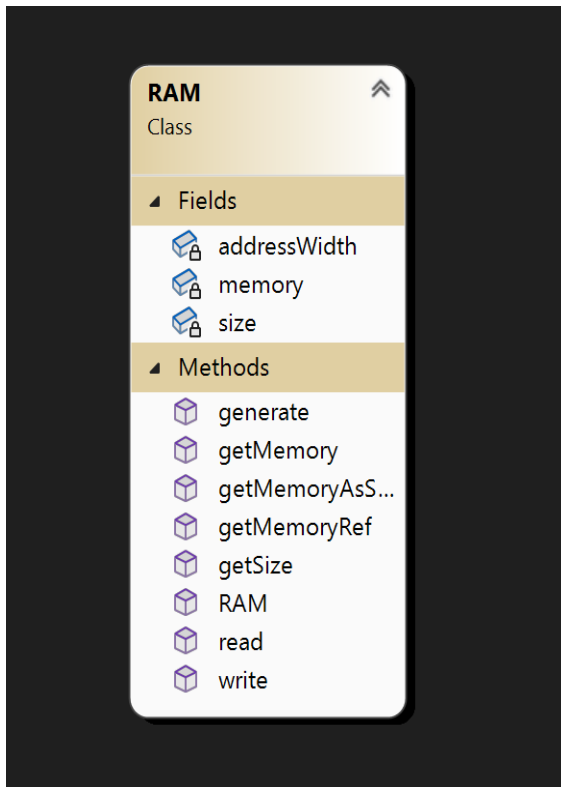 RAM
Class
Fields
addressWidth
memory
size
Methods
generate
getMemory
getMemoryAsS...
getMemoryRef
getSize
RAM
read
write